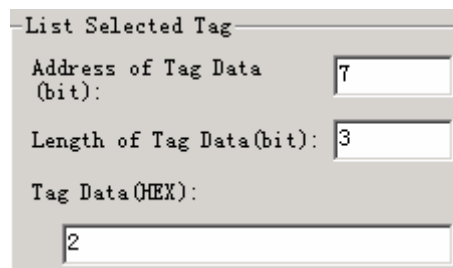 List Selected Tag
Address of Tag Data 7
(bit):
Length of Tag Data(bit): 3
Tag Data(HEX):
2